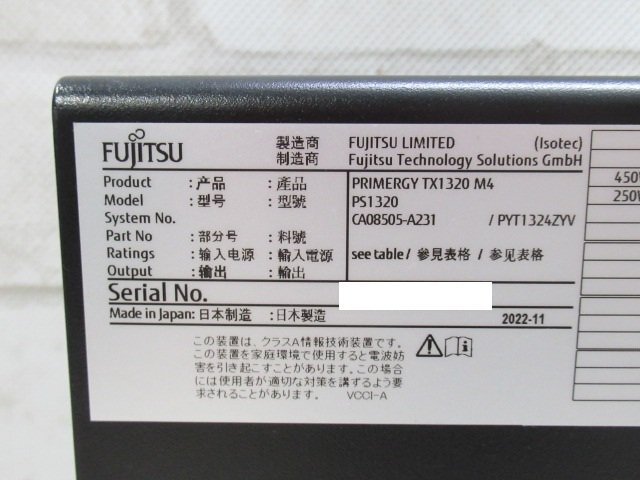 FUJITSU
製造商 FUJITSU LIMITED (Isotec)
制造商 Fujitsu Technology Solutions GmbH
Product :产品 :產品 PRIMERGY TX1320 M4 450W
Model :型号 :型號 PS1320 250W
System No. CA08505-A231 / PYT1324ZYV
Part No :部分号 :料號
Ratings :输入电源 :輸入電源 see table/ 參見表格 / 参见表格
Output :输出 :輸出
Serial No.
Made in Japan: 日本制造 :日本製造 2022-11
この装置は、クラスA情報技術装置です。
この装置を家庭環境で使用すると電波妨
害を引き起こすことがあります。この場合
には使用者が適切な対策を講ずるよう要
求されることがあります。 VCCI-A